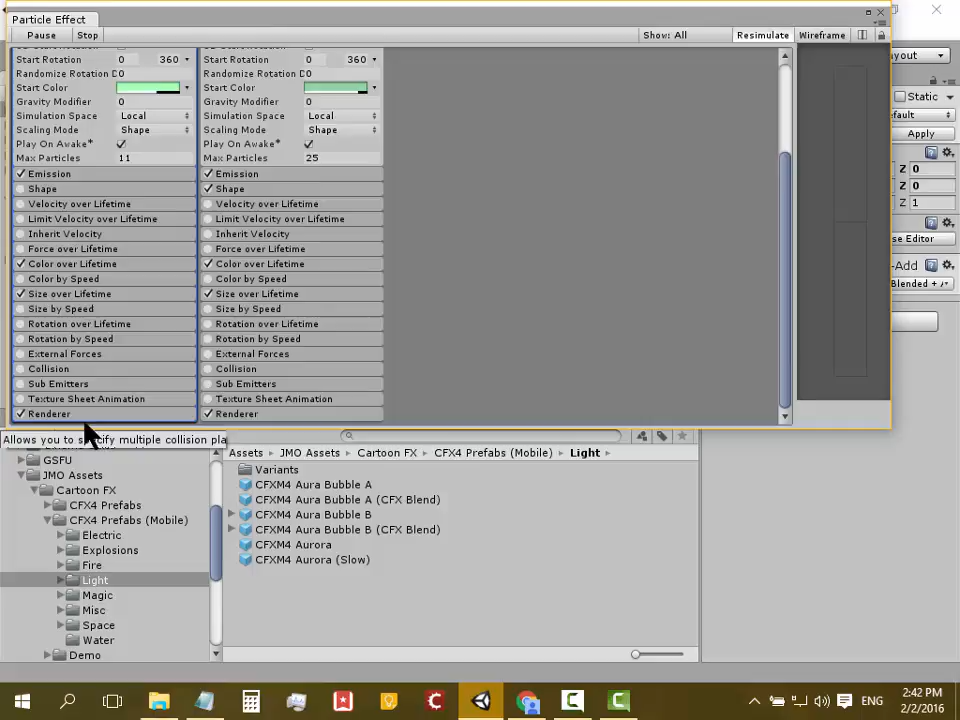 Particle Effect
Pause Stop Show: All Resimulate Wireframe
Start Rotation 0 360 Start Rotation 0 360
Randomize Rotation D 0 Randomize Rotation D 0
Start Color Start Color
Gravity Modifier 0 Gravity Modifier 0
Simulation Space Local Simulation Space Local
Scaling Mode Shape Scaling Mode Shape
Play On Awake* Play On Awake*
Max Particles 11 Max Particles 25
Emission Emission
Shape Shape
Velocity over Lifetime Velocity over Lifetime
Limit Velocity over Lifetime Limit Velocity over Lifetime
Inherit Velocity Inherit Velocity
Force over Lifetime Force over Lifetime
Color over Lifetime Color over Lifetime
Color by Speed Color by Speed
Size over Lifetime Size over Lifetime
Size by Speed Size by Speed
Rotation over Lifetime Rotation over Lifetime
Rotation by Speed Rotation by Speed
External Forces External Forces
Collision Collision
Sub Emitters Sub Emitters
Texture Sheet Animation Texture Sheet Animation
Renderer Renderer
yout
Static
fault
Apply
Z 0
Z 0
Z 1
se Editor
-Add
Blended + A
Allows you to specify multiple collision pla
GSFU
JMO Assets
Cartoon FX
CFX4 Prefabs
CFX4 Prefabs (Mobile)
Electric
Explosions
Fire
Light
Magic
Misc
Space
Water
Demo
Assets JMO Assets Cartoon FX CFX4 Prefabs (Mobile) Light
Variants
CFXM4 Aura Bubble A
CFXM4 Aura Bubble A (CFX Blend)
CFXM4 Aura Bubble B
CFXM4 Aura Bubble B (CFX Blend)
CFXM4 Aurora
CFXM4 Aurora (Slow)
ENG
2:42 PM
2/2/2016